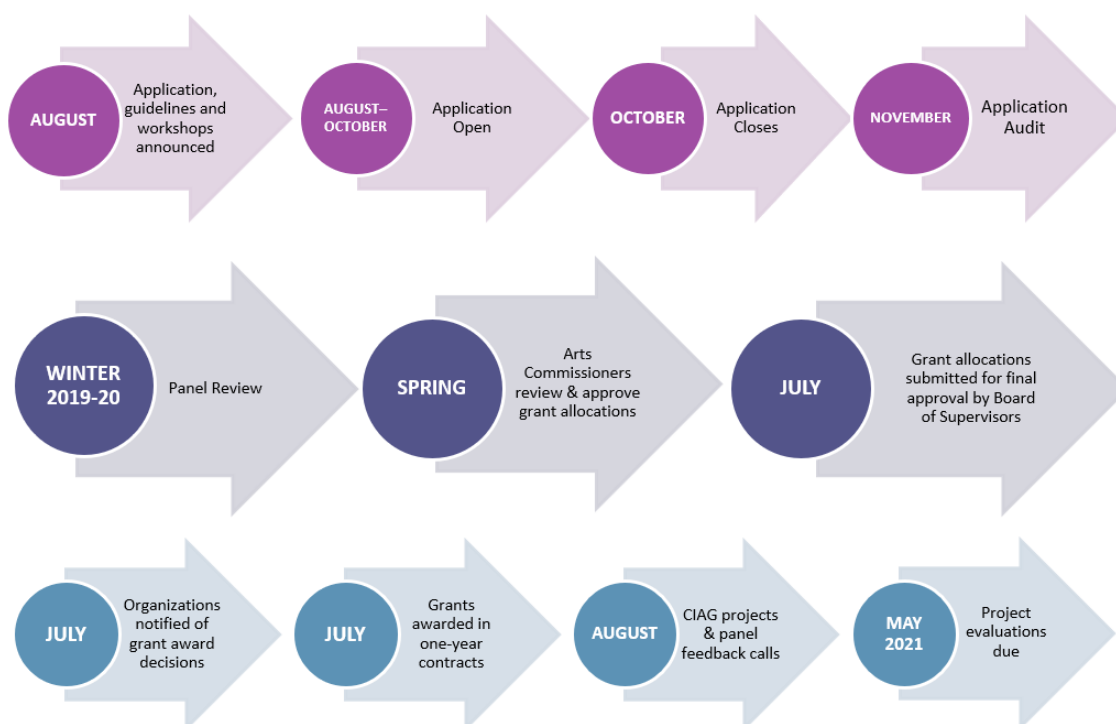 AUGUST
Application,
guidelines and
workshops
announced
AUGUST–
OCTOBER
Application
Open
OCTOBER
Application
Closes
NOVEMBER
Application
Audit
WINTER
2019-20
Panel Review
SPRING
Arts
Commissioners
review & approve
grant allocations
JULY
Grant allocations
submitted for final
approval by Board
of Supervisors
JULY
Organizations
notified of
grant award
decisions
JULY
Grants
awarded in
one-year
contracts
AUGUST
CIAG projects
& panel
feedback calls
MAY
2021
Project
evaluations
due